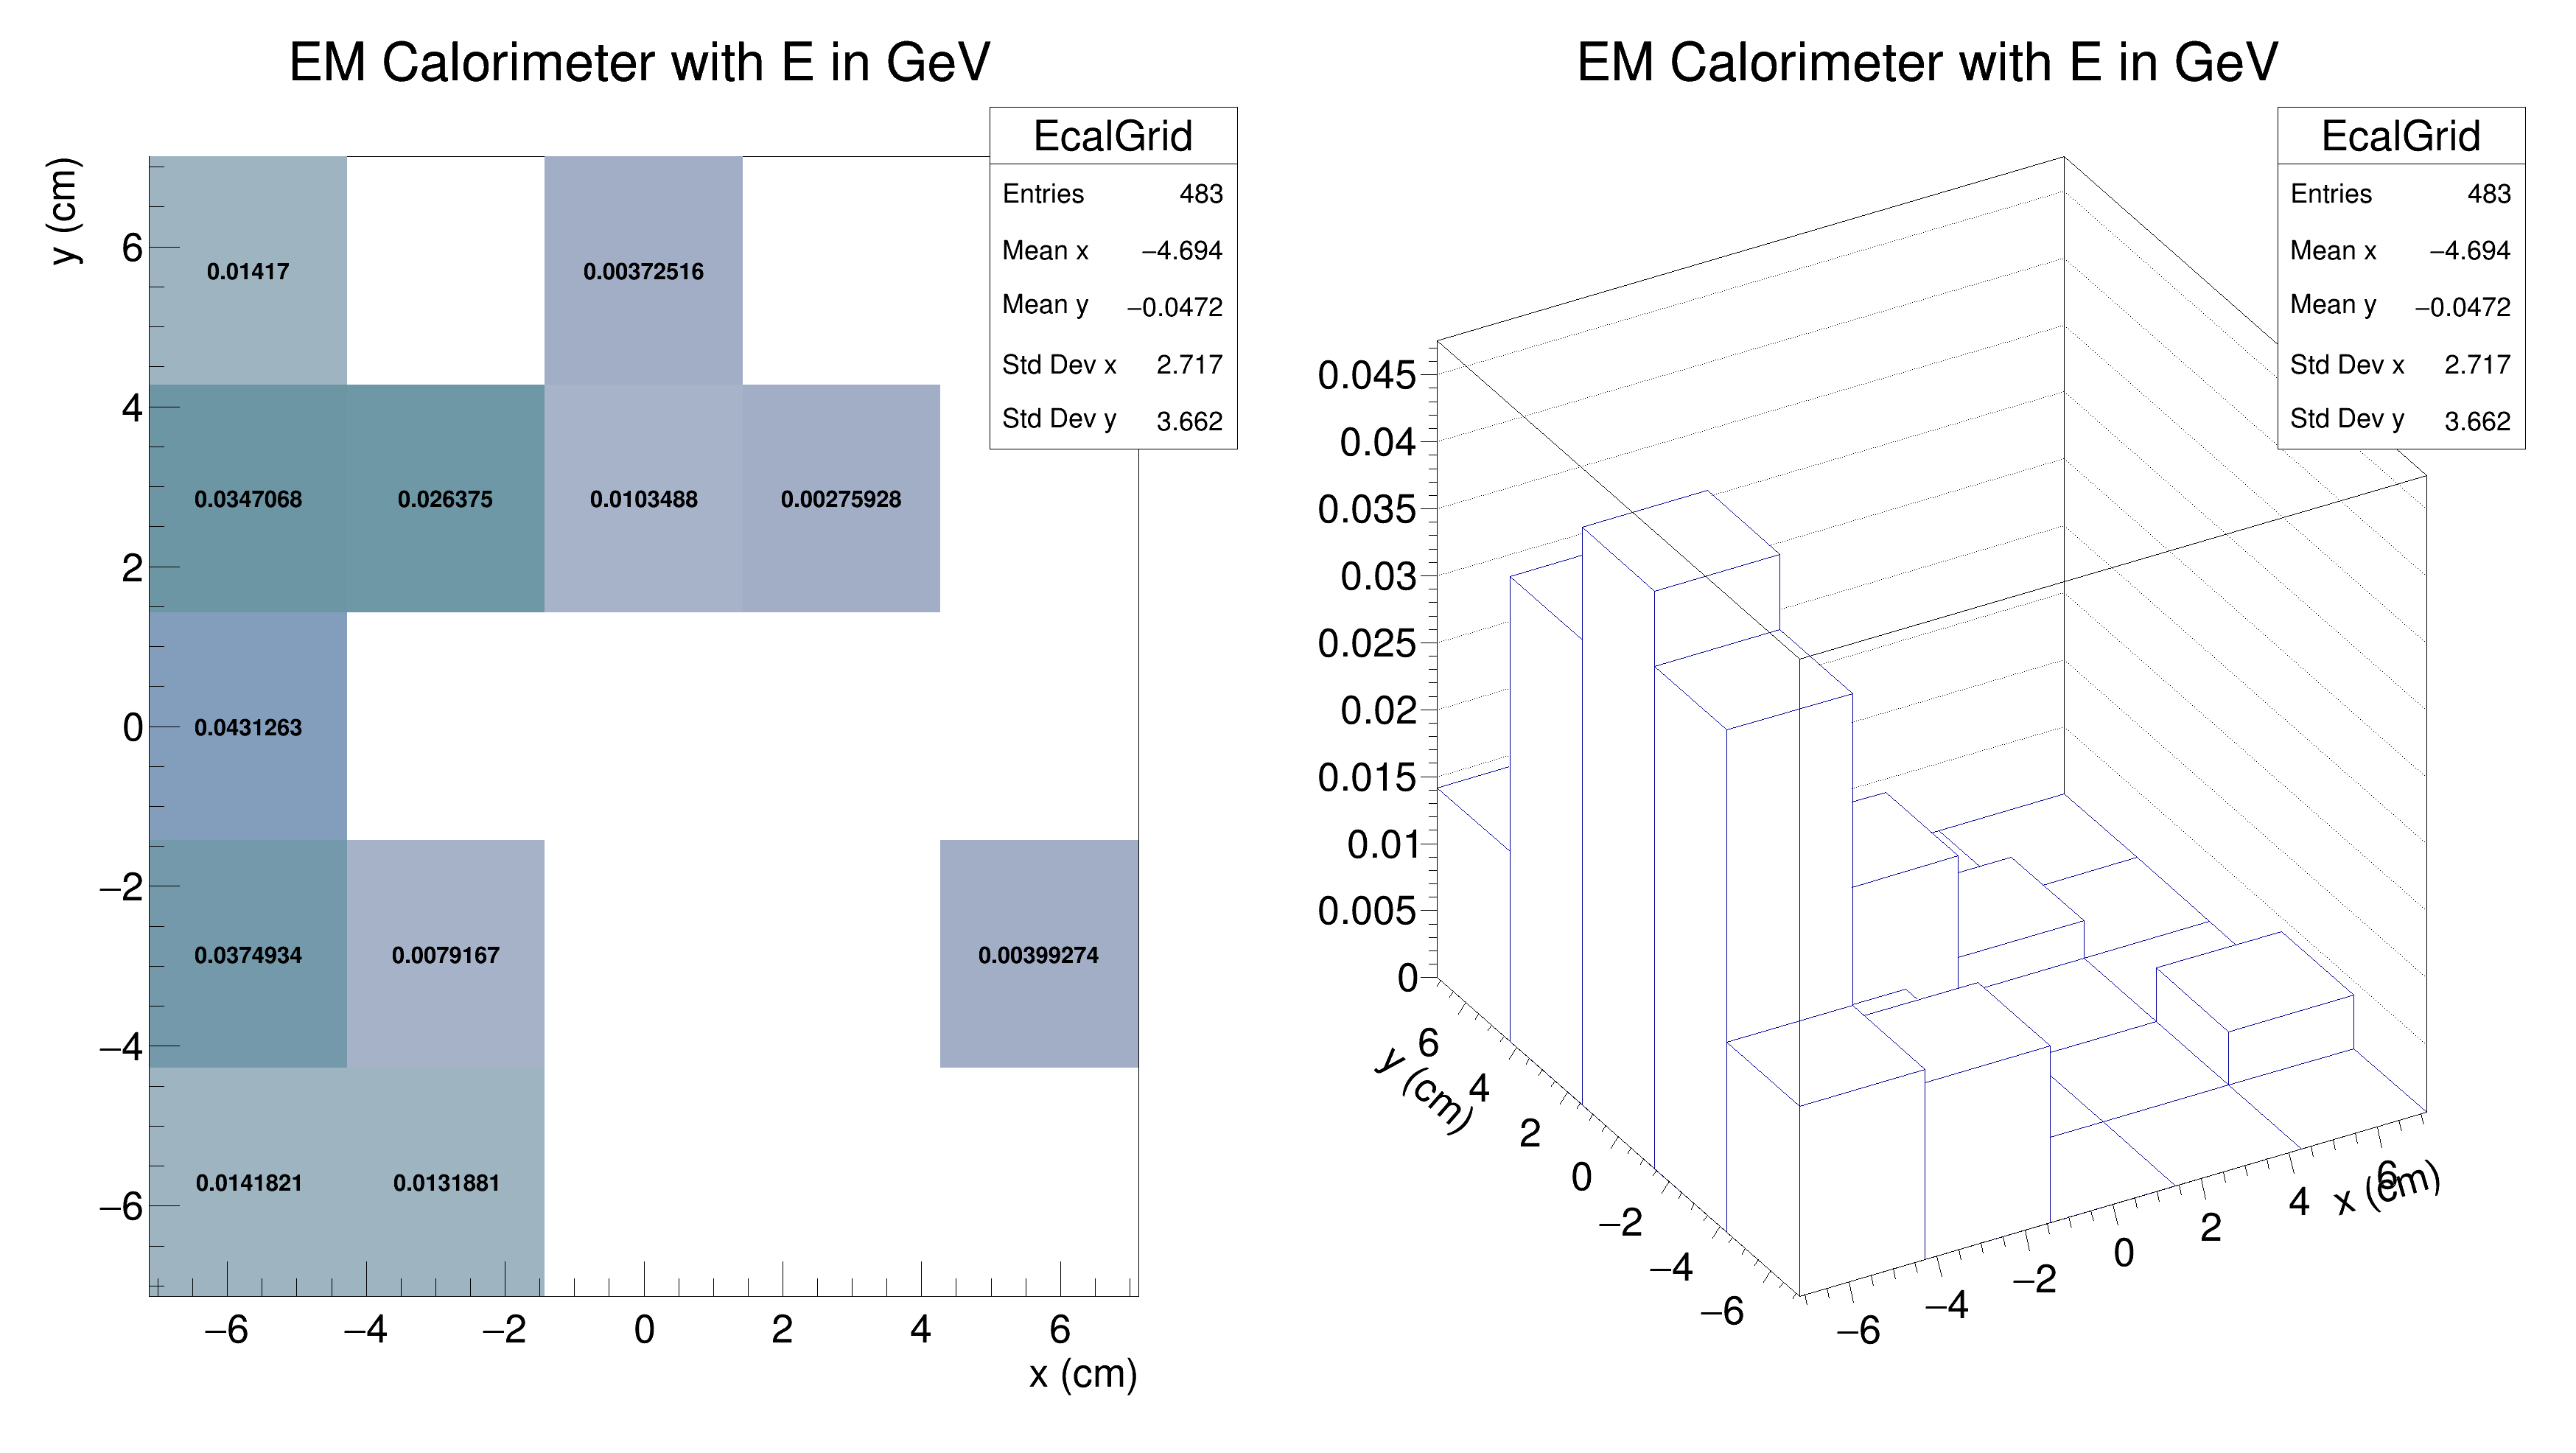 EM Calorimeter with E in GeV
EcalGrid
Entries 483
Mean x −4.694
Mean y −0.0472
Std Dev x 2.717
Std Dev y 3.662
y (cm)
6
4
2
0
−2
−4
−6
0.01417
0.00372516
0.0347068
0.026375
0.0103488
0.00275928
0.0431263
0.0374934
0.0079167
0.00399274
0.0141821
0.0131881
−6
−4
−2
0
2
4
6
x (cm)
EM Calorimeter with E in GeV
EcalGrid
Entries 483
Mean x −4.694
Mean y −0.0472
Std Dev x 2.717
Std Dev y 3.662
0.045
0.04
0.035
0.03
0.025
0.02
0.015
0.01
0.005
0
6
4
2
0
−2
−4
−6
y (cm)
−6
−4
−2
0
2
4
6
x (cm)